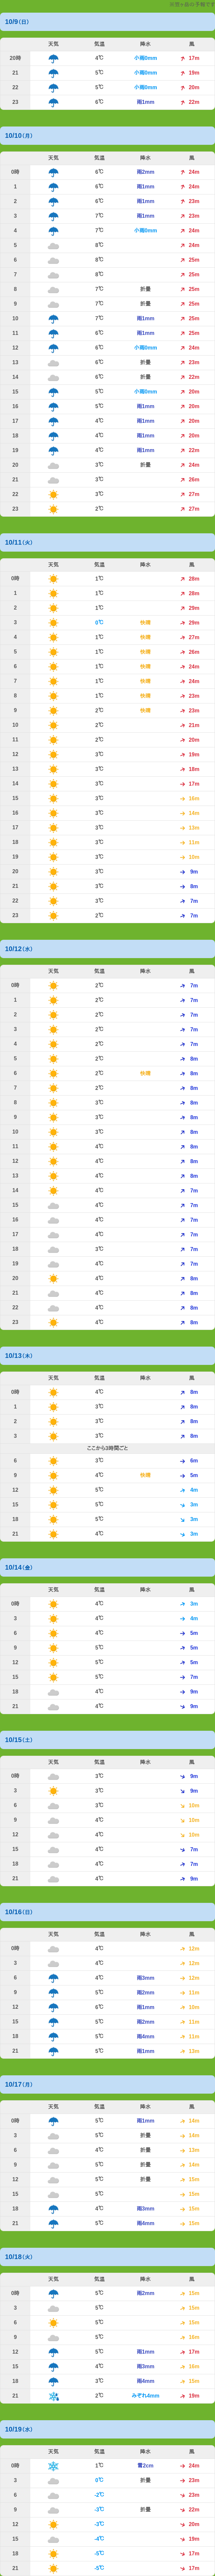 10/9(日)
天気 気温 降水 風
20時 4℃ 小雨0mm 17m
21 5℃ 小雨0mm 19m
22 5℃ 小雨0mm 20m
23 6℃ 雨1mm 22m
10/10(月)
天気 気温 降水 風
0時 6℃ 雨2mm 24m
1 6℃ 雨1mm 24m
2 6℃ 雨1mm 23m
3 7℃ 雨1mm 23m
4 7℃ 小雨0mm 24m
5 8℃ 24m
6 8℃ 25m
7 8℃ 25m
8 7℃ 折畳 25m
9 7℃ 折畳 25m
10 7℃ 雨1mm 25m
11 6℃ 雨1mm 25m
12 6℃ 小雨0mm 24m
13 6℃ 折畳 23m
14 6℃ 折畳 22m
15 5℃ 小雨0mm 20m
16 5℃ 雨1mm 20m
17 4℃ 雨1mm 20m
18 4℃ 雨1mm 20m
19 4℃ 雨1mm 22m
20 3℃ 折畳 24m
21 3℃ 26m
22 3℃ 27m
23 2℃ 27m
10/11(火)
天気 気温 降水 風
0時 1℃ 28m
1 1℃ 28m
2 1℃ 29m
3 0℃ 快晴 29m
4 1℃ 快晴 27m
5 1℃ 快晴 26m
6 1℃ 快晴 24m
7 1℃ 快晴 24m
8 1℃ 快晴 23m
9 2℃ 快晴 23m
10 2℃ 21m
11 2℃ 20m
12 3℃ 19m
13 3℃ 18m
14 3℃ 17m
15 3℃ 16m
16 3℃ 14m
17 3℃ 13m
18 3℃ 11m
19 3℃ 10m
20 3℃ 9m
21 3℃ 8m
22 3℃ 7m
23 2℃ 7m
10/12(水)
天気 気温 降水 風
0時 2℃ 7m
1 2℃ 7m
2 2℃ 7m
3 2℃ 7m
4 2℃ 7m
5 2℃ 8m
6 2℃ 快晴 8m
7 2℃ 8m
8 3℃ 8m
9 3℃ 8m
10 3℃ 8m
11 4℃ 8m
12 4℃ 8m
13 4℃ 8m
14 4℃ 7m
15 4℃ 7m
16 4℃ 7m
17 4℃ 7m
18 3℃ 7m
19 4℃ 7m
20 4℃ 8m
21 4℃ 8m
22 4℃ 8m
23 4℃ 8m
10/13(木)
天気 気温 降水 風
0時 4℃ 8m
1 3℃ 8m
2 3℃ 8m
3 3℃ 8m
ここから3時間ごと
6 3℃ 6m
9 4℃ 快晴 5m
12 5℃ 4m
15 5℃ 3m
18 5℃ 3m
21 4℃ 3m
10/14(金)
天気 気温 降水 風
0時 4℃ 3m
3 4℃ 4m
6 4℃ 5m
9 5℃ 5m
12 5℃ 5m
15 5℃ 7m
18 4℃ 9m
21 4℃ 9m
10/15(土)
天気 気温 降水 風
0時 3℃ 9m
3 3℃ 9m
6 3℃ 10m
9 4℃ 10m
12 4℃ 10m
15 4℃ 7m
18 4℃ 7m
21 4℃ 9m
10/16(日)
天気 気温 降水 風
0時 4℃ 12m
3 4℃ 12m
6 4℃ 雨3mm 12m
9 5℃ 雨2mm 11m
12 6℃ 雨1mm 10m
15 5℃ 雨2mm 11m
18 5℃ 雨4mm 11m
21 5℃ 雨1mm 13m
10/17(月)
天気 気温 降水 風
0時 5℃ 雨1mm 14m
3 5℃ 折畳 14m
6 4℃ 折畳 13m
9 5℃ 折畳 14m
12 5℃ 折畳 15m
15 5℃ 15m
18 4℃ 雨3mm 15m
21 5℃ 雨4mm 15m
10/18(火)
天気 気温 降水 風
0時 5℃ 雨2mm 15m
3 5℃ 15m
6 5℃ 15m
9 5℃ 16m
12 5℃ 雨1mm 17m
15 4℃ 雨3mm 16m
18 3℃ 雨4mm 15m
21 2℃ みぞれ4mm 19m
10/19(水)
天気 気温 降水 風
0時 1℃ 雪2cm 24m
3 0℃ 折畳 23m
6 -2℃ 23m
9 -3℃ 折畳 22m
12 -3℃ 20m
15 -4℃ 19m
18 -5℃ 17m
21 -5℃ 17m